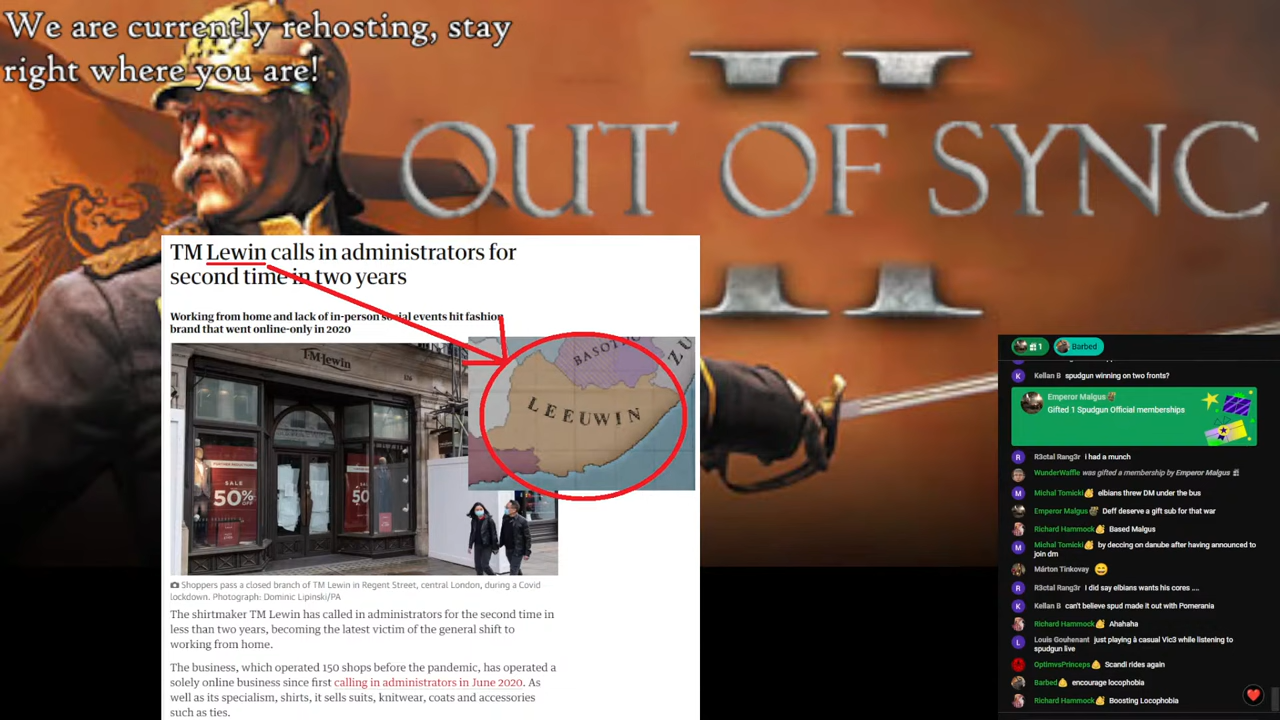 We are currently rehosting, stay
right where you are!
II
OUT OF SYNC
TM Lewin calls in administrators for
second time in two years
Working from home and lack of in-person social events hit fashion
brand that went online-only in 2020
TM.lewin
SALE
50%
50
BASOTO
ZU
LEEUWIN
Shoppers pass a closed branch of TM Lewin in Regent Street, central London, during a Covid
lockdown. Photograph: Dominic Lipinski/PA
The shirtmaker TM Lewin has called in administrators for the second time in
less than two years, becoming the latest victim of the general shift to
working from home.
The business, which operated 150 shops before the pandemic, has operated a
solely online business since first calling in administrators in June 2020. As
well as its specialism, shirts, it sells suits, knitwear, coats and accessories
such as ties.
1
Barbed
K Kellan B spudgun winning on two fronts?
Emperor Malgus
Gifted 1 Spudgun Official memberships
R R3ctal Rang3r i had a munch
WunderWaffle was gifted a membership by Emperor Malgus
M Michal Tomicki elbians threw DM under the bus
Emperor Malgus Deff deserve a gift sub for that war
Richard Hammock Based Malgus
M Michal Tomicki by deccing on danube after having announced to
join dm
Márton Tinkovay
R R3ctal Rang3r I did say elbians wants his cores ....
K Kellan B can't believe spud made it out with Pomerania
Richard Hammock Ahahaha
L Louis Gouhenant just playing à casual Vic3 while listening to
spudgun live
OptimvsPrinceps Scandi rides again
Barbed encourage locophobia
Richard Hammock Boosting Locophobia